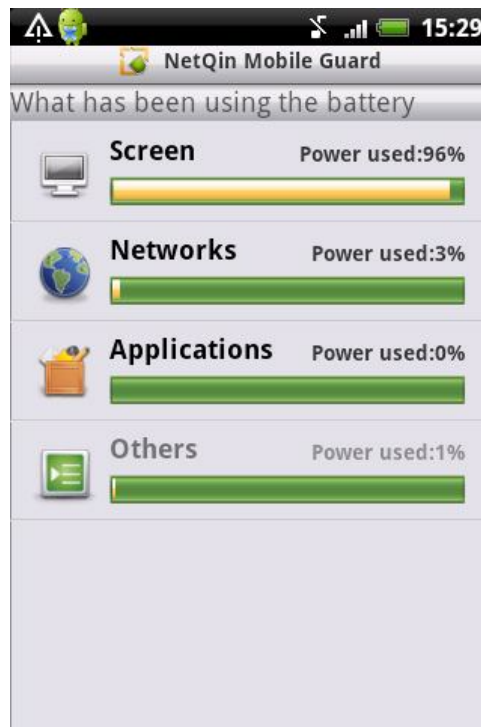 15:29
NetQin Mobile Guard
What has been using the battery
Screen Power used:96%
Networks Power used:3%
Applications Power used:0%
Others Power used:1%